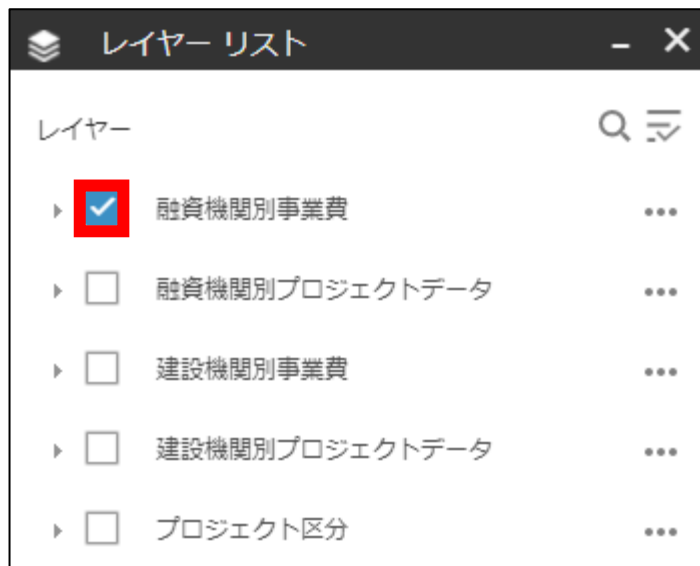 レイヤー リスト
レイヤー
融資機関別事業費
融資機関別プロジェクトデータ
建設機関別事業費
建設機関別プロジェクトデータ
プロジェクト区分